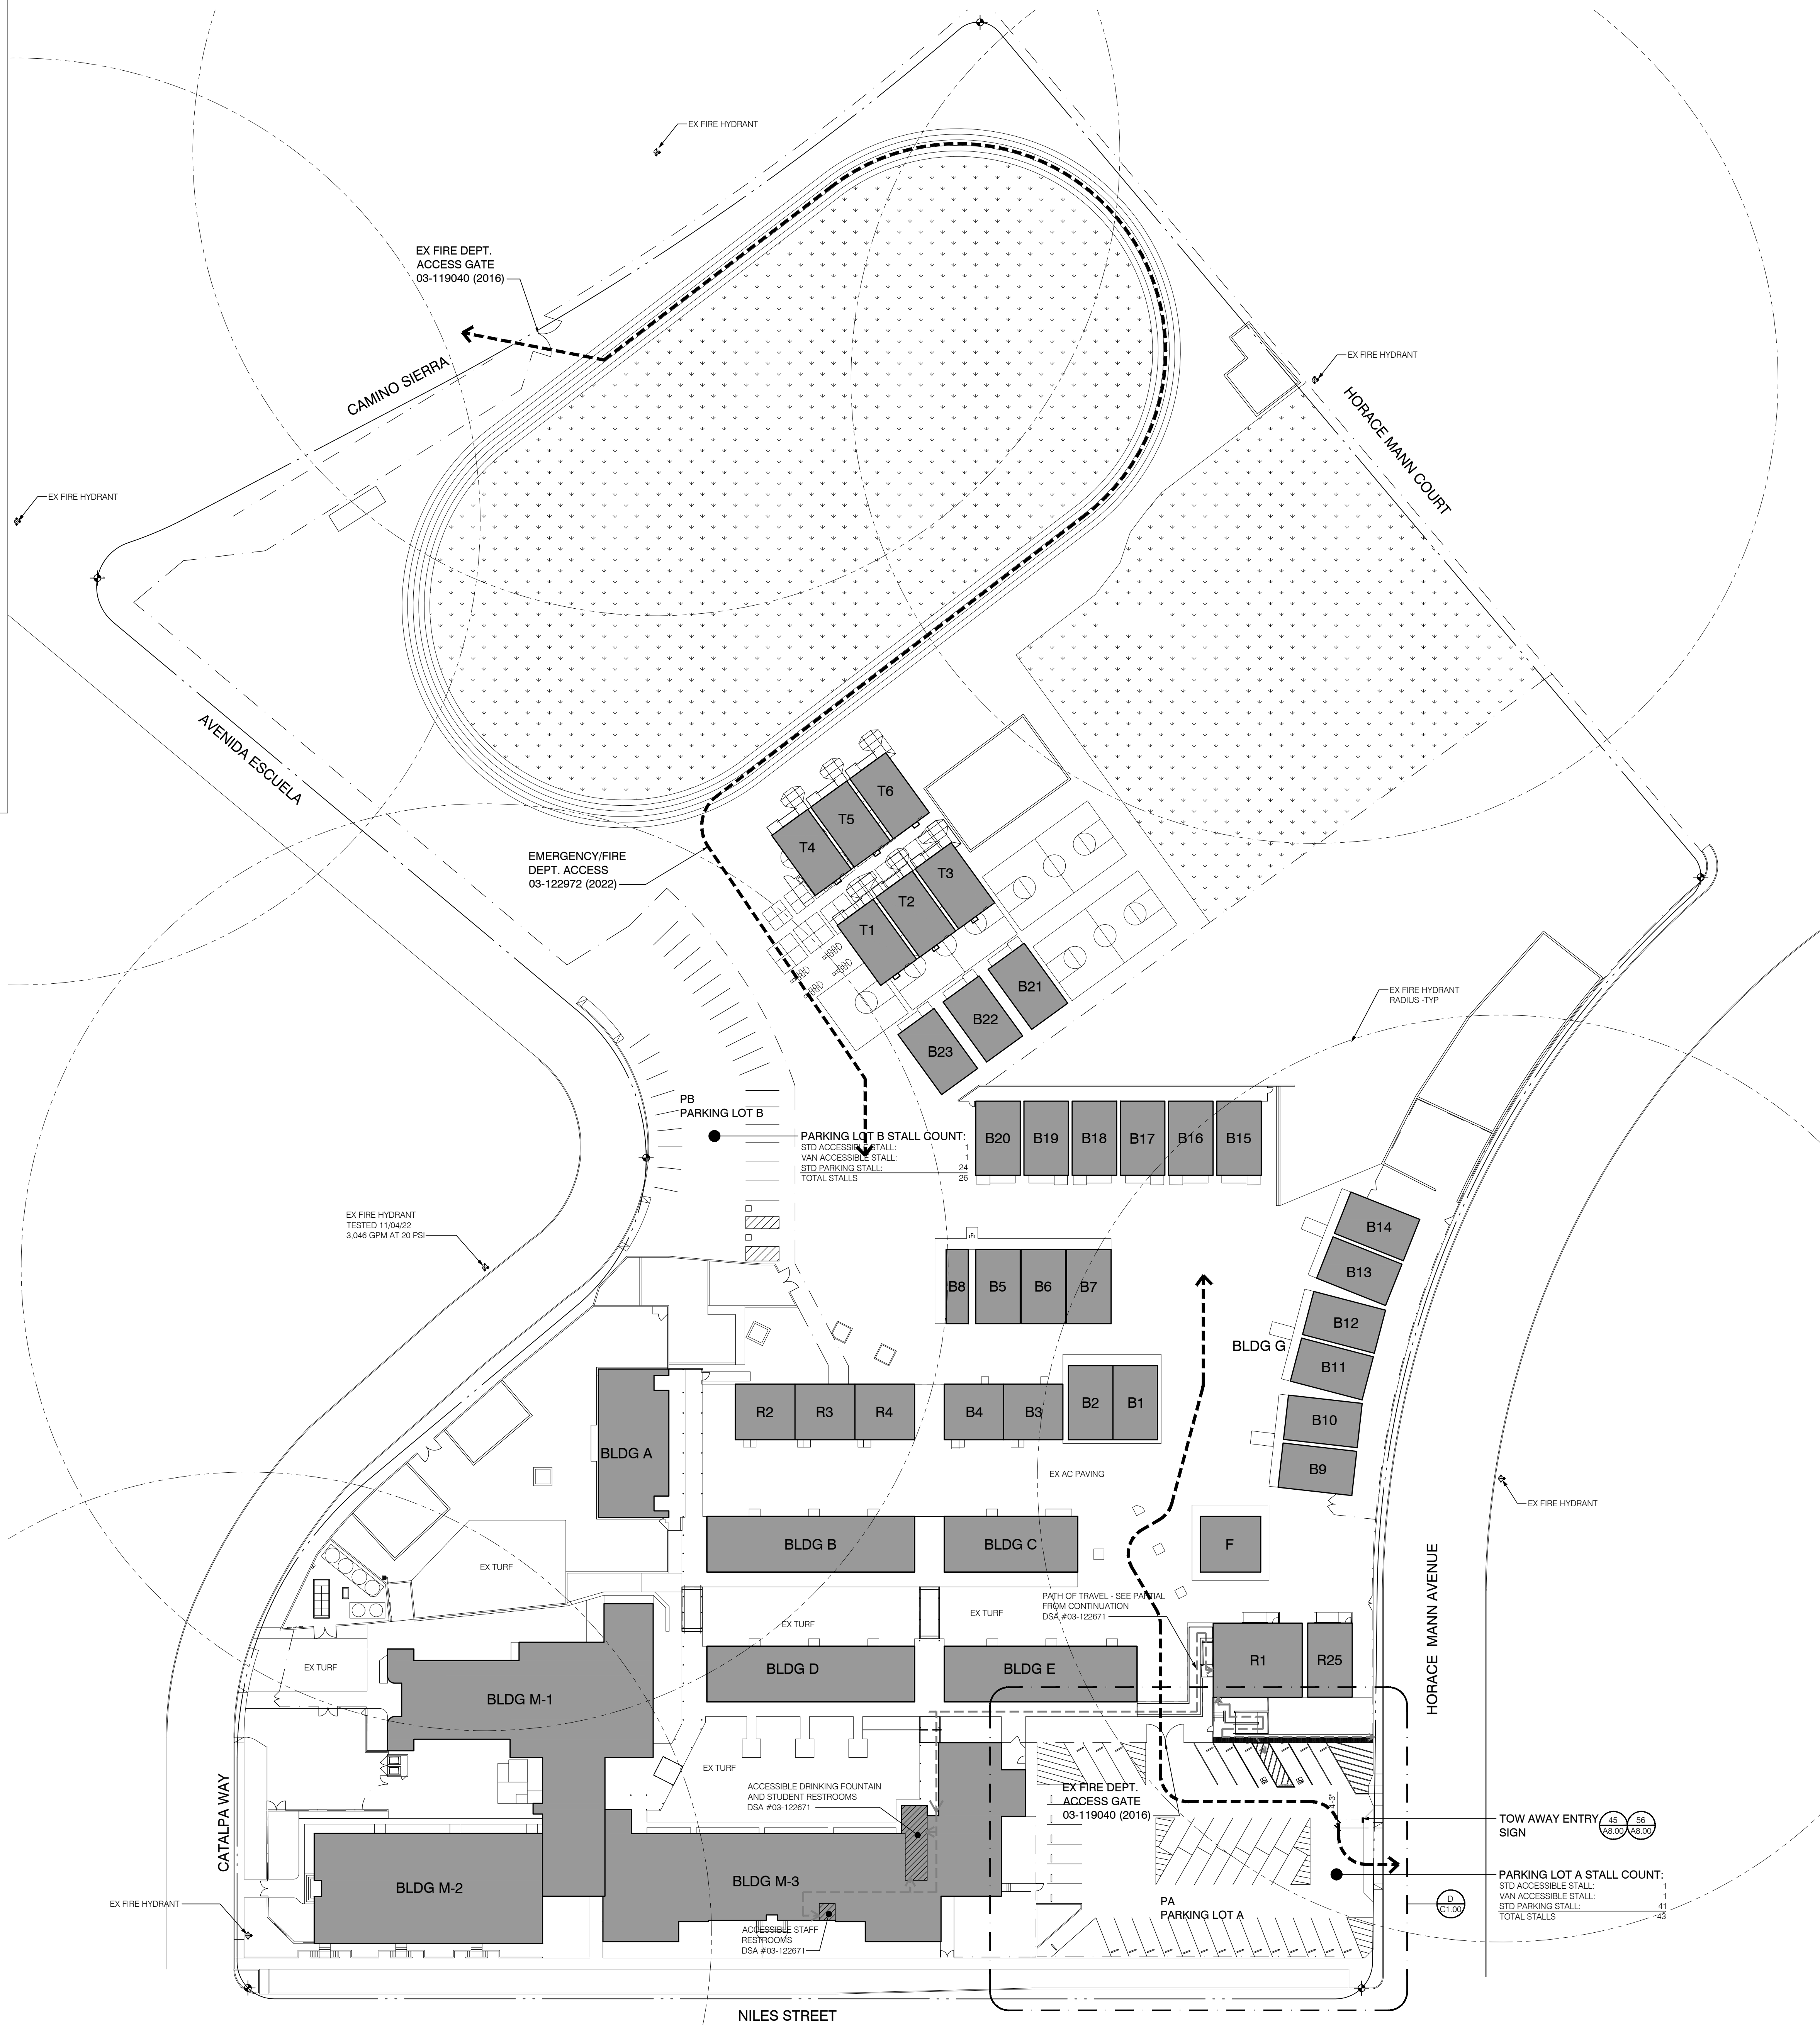 EX FIRE HYDRANT
EX FIRE DEPT.
ACCESS GATE
03-119040 (2016)
CAMINO SIERRA
EX FIRE HYDRANT
HORACE MANN COURT
EX FIRE HYDRANT
AVENIDA ESCUELA
T6
T5
T4
EMERGENCY/FIRE
DEPT. ACCESS
03-122972 (2022)
T3
T2
T1
B21
B22
B23
EX FIRE HYDRANT
RADIUS -TYP
PB
PARKING LOT B
PARKING LOT B STALL COUNT:
STD ACCESSIBLE STALL: 1
VAN ACCESSIBLE STALL: 1
STD PARKING STALL: 24
TOTAL STALLS 26
B20
B19
B18
B17
B16
B15
EX FIRE HYDRANT
TESTED 11/04/22
3,046 GPM AT 20 PSI
B14
B13
B8
B5
B6
B7
B12
BLDG G
B11
R2
R3
R4
B4
B3
B2
B1
B10
BLDG A
B9
EX AC PAVING
EX FIRE HYDRANT
BLDG B
BLDG C
F
EX TURF
HORACE MANN AVENUE
PATH OF TRAVEL - SEE PARTIAL
FROM CONTINUATION
DSA #03-122671
EX TURF
EX TURF
EX TURF
BLDG D
BLDG E
R1
R25
BLDG M-1
EX TURF
ACCESSIBLE DRINKING FOUNTAIN
AND STUDENT RESTROOMS
DSA #03-122671
EX FIRE DEPT.
ACCESS GATE
03-119040 (2016)
4'-3"
CATALPA WAY
TOW AWAY ENTRY
SIGN
45
A8.00
56
A8.00
BLDG M-2
BLDG M-3
PARKING LOT A STALL COUNT:
STD ACCESSIBLE STALL: 1
VAN ACCESSIBLE STALL: 1
STD PARKING STALL: 41
TOTAL STALLS 43
EX FIRE HYDRANT
PA
PARKING LOT A
D
C1.00
ACCESSIBLE STAFF
RESTROOMS
DSA #03-122671
NILES STREET